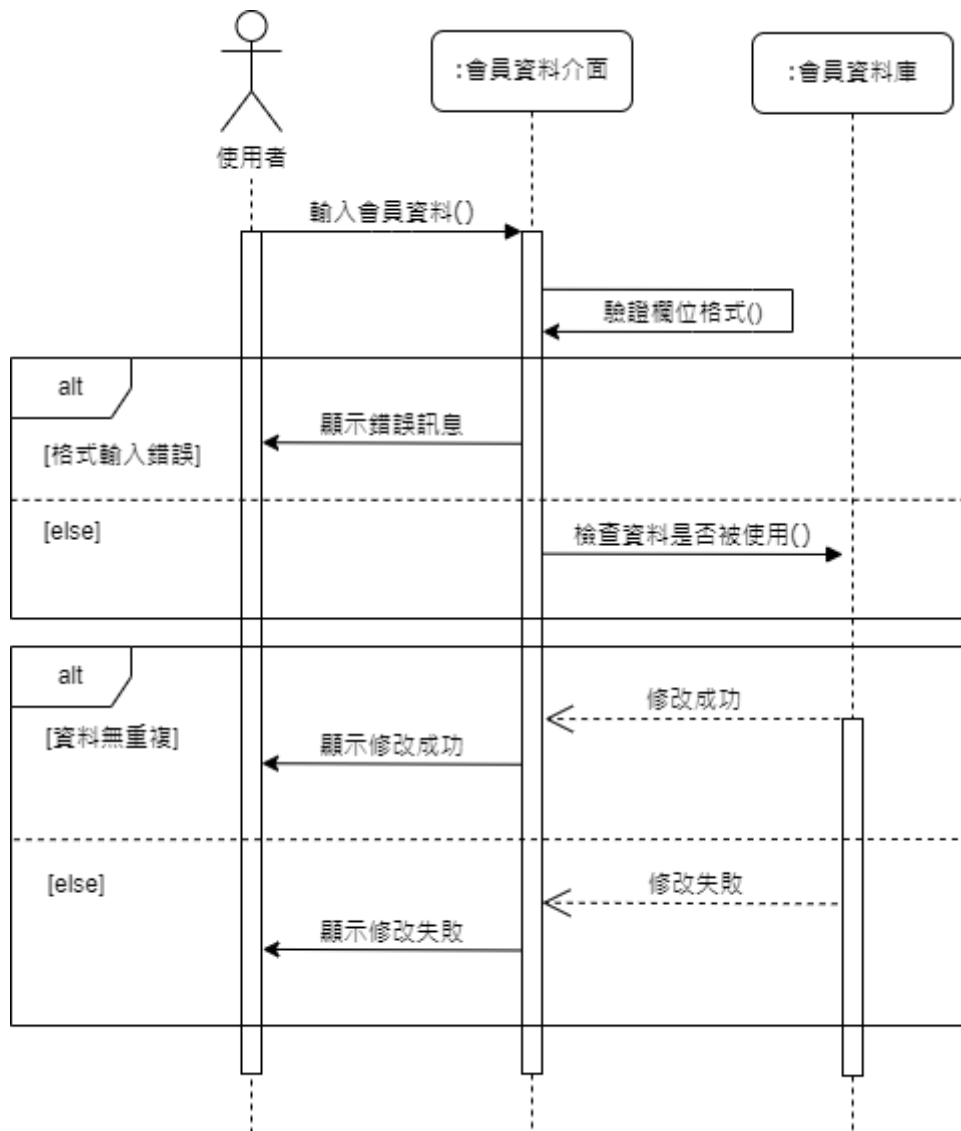 :會員資料介面
:會員資料庫
使用者
輸入會員資料()
驗證欄位格式()
alt
顯示錯誤訊息
[格式輸入錯誤]
[else]
檢查資料是否被使用()
alt
修改成功
[資料無重複]
顯示修改成功
[else]
修改失敗
顯示修改失敗